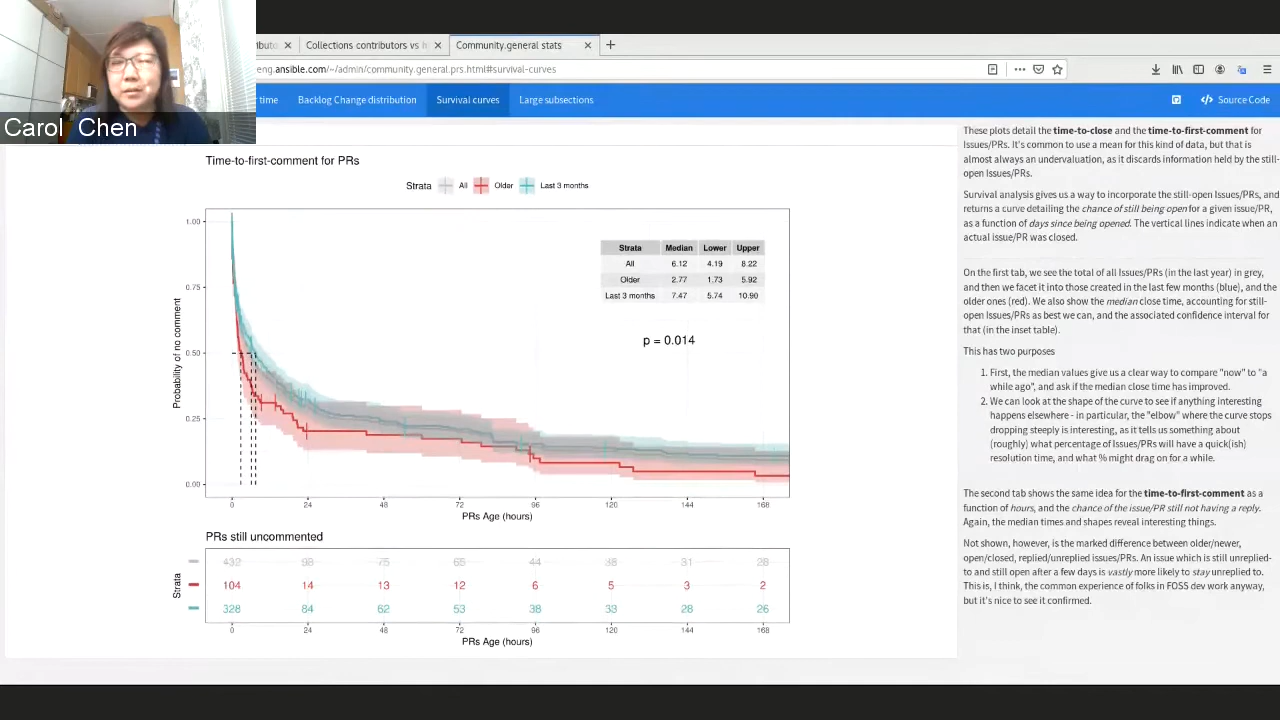 Carol Chen
Collections contributors vs h
Community.general stats
eng.ansible.com/~/admin/community.general.prs.html#survival-curves
time
Backlog Change distribution
Survival curves
Large subsections
Source Code
Time-to-first-comment for PRs
Strata All Older Last 3 months
Strata Median Lower Upper
All 6.12 4.19 8.22
Older 2.77 1.73 5.92
Last 3 months 7.47 5.74 10.90
p = 0.014
Probability of no comment
1.00
0.75
0.50
0.25
0.00
0 24 48 72 96 120 144 168
PRs Age (hours)
PRs still uncommented
Strata
432 98 75 65 44 38 31 28
104 14 13 12 6 5 3 2
328 84 62 53 38 33 28 26
0 24 48 72 96 120 144 168
PRs Age (hours)
These plots detail the time-to-close and the time-to-first-comment for
Issues/PRs. It's common to use a mean for this kind of data, but that is
almost always an undervaluation, as it discards information held by the still-
open Issues/PRs.
Survival analysis gives us a way to incorporate the still-open Issues/PRs, and
returns a curve detailing the chance of still being open for a given issue/PR,
as a function of days since being opened. The vertical lines indicate when an
actual issue/PR was closed.
On the first tab, we see the total of all Issues/PRs (in the last year) in grey,
and then we facet it into those created in the last few months (blue), and the
older ones (red). We also show the median close time, accounting for still-
open Issues/PRs as best we can, and the associated confidence interval for
that (in the inset table).
This has two purposes
1. First, the median values give us a clear way to compare "now" to "a
while ago", and ask if the median close time has improved.
2. We can look at the shape of the curve to see if anything interesting
happens elsewhere - in particular, the "elbow" where the curve stops
dropping steeply is interesting, as it tells us something about
(roughly) what percentage of Issues/PRs will have a quick(ish)
resolution time, and what % might drag on for a while.
The second tab shows the same idea for the time-to-first-comment as a
function of hours, and the chance of the issue/PR still not having a reply.
Again, the median times and shapes reveal interesting things.
Not shown, however, is the marked difference between older/newer,
open/closed, replied/unreplied issues/PRs. An issue which is still unreplied-
to and still open after a few days is vastly more likely to stay unreplied to.
This is, I think, the common experience of folks in FOSS dev work anyway,
but it's nice to see it confirmed.